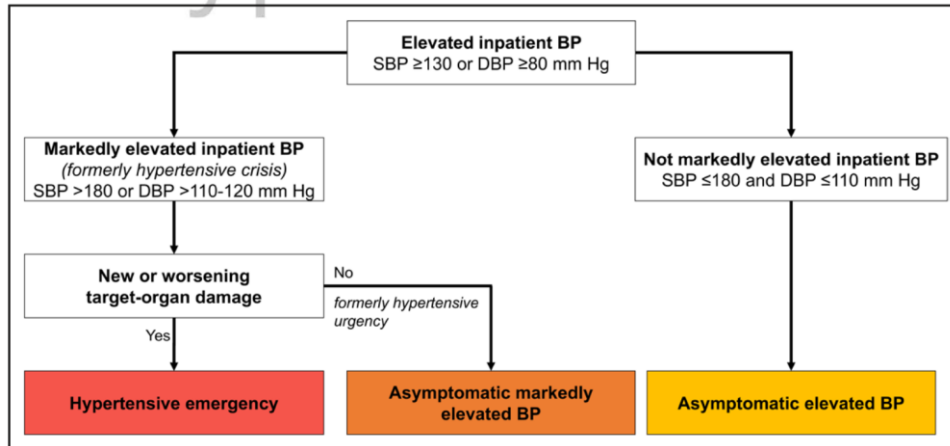 Elevated inpatient BP
SBP ≥130 or DBP ≥80 mm Hg
Markedly elevated inpatient BP
(formerly hypertensive crisis)
SBP >180 or DBP >110-120 mm Hg
Not markedly elevated inpatient BP
SBP ≤180 and DBP ≤110 mm Hg
New or worsening
target-organ damage
No
formerly hypertensive
urgency
Yes
Hypertensive emergency
Asymptomatic markedly
elevated BP
Asymptomatic elevated BP